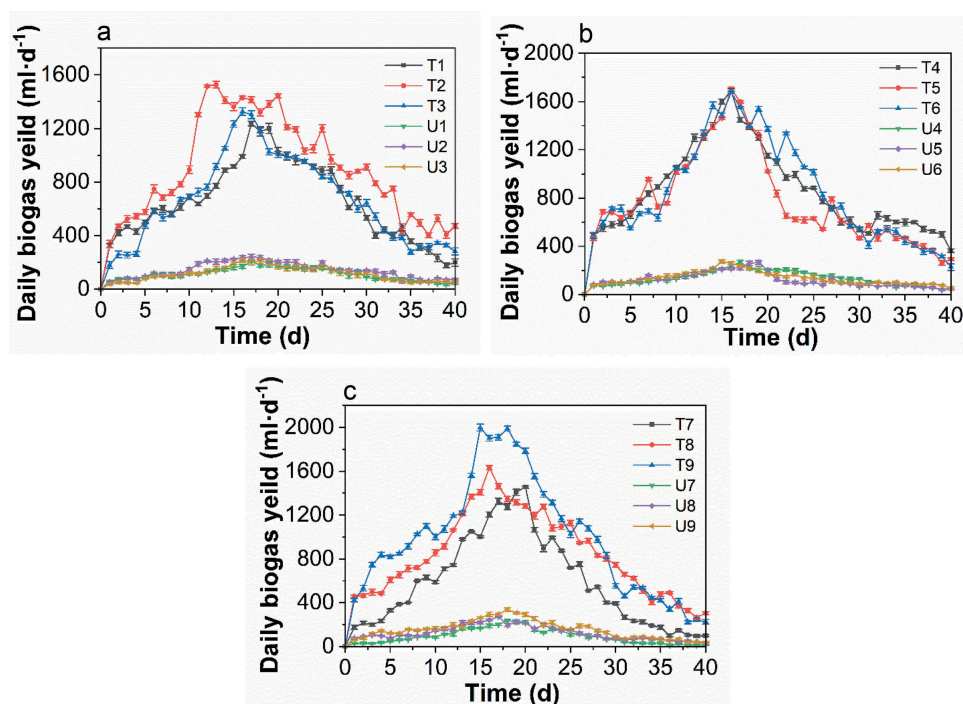 a
Daily biogas yeild (ml·d⁻¹)
1600
1200
800
400
0
0 5 10 15 20 25 30 35 40
Time (d)
T1
T2
T3
U1
U2
U3
b
Daily biogas yeild (ml·d⁻¹)
2000
1600
1200
800
400
0
0 5 10 15 20 25 30 35 40
Time (d)
T4
T5
T6
U4
U5
U6
c
Daily biogas yeild (ml·d⁻¹)
2000
1600
1200
800
400
0
0 5 10 15 20 25 30 35 40
Time (d)
T7
T8
T9
U7
U8
U9